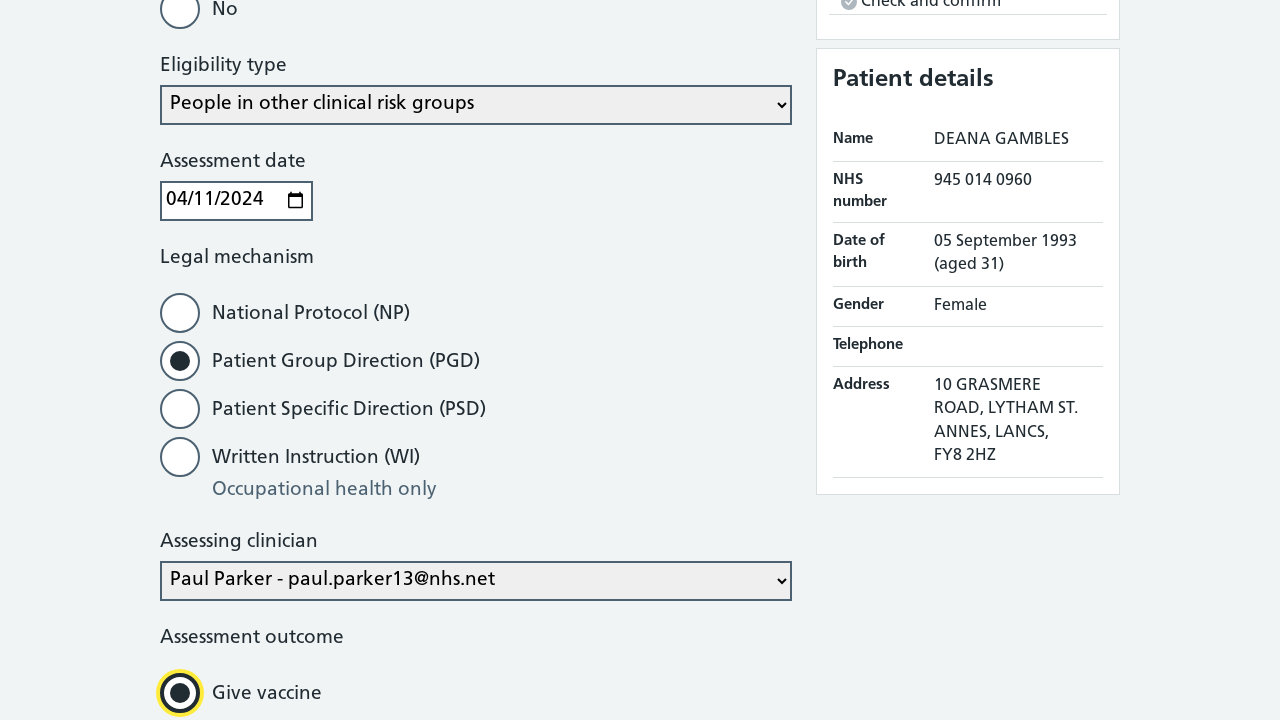 No
Eligibility type
People in other clinical risk groups
Assessment date
04/11/2024
Legal mechanism
National Protocol (NP)
Patient Group Direction (PGD)
Patient Specific Direction (PSD)
Written Instruction (WI)
Occupational health only
Assessing clinician
Paul Parker - paul.parker13@nhs.net
Assessment outcome
Give vaccine
Check and confirm
Patient details
Name DEANA GAMBLES
NHS number 945 014 0960
Date of birth 05 September 1993
(aged 31)
Gender Female
Telephone
Address 10 GRASMERE
ROAD, LYTHAM ST.
ANNES, LANCS,
FY8 2HZ